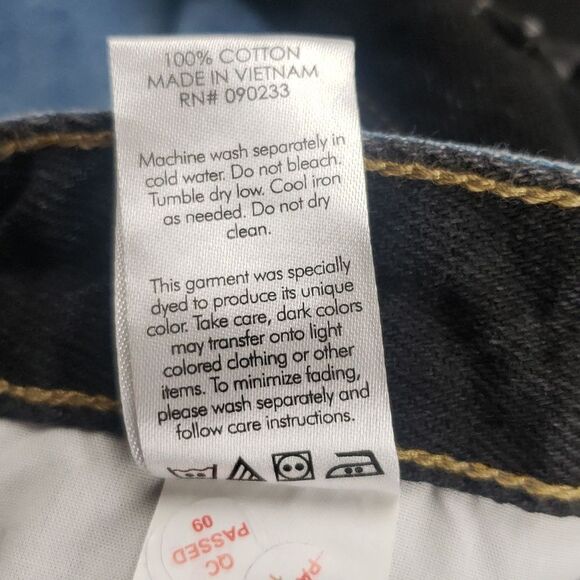 100% COTTON
MADE IN VIETNAM
RN# 090233
Machine wash separately in
cold water. Do not bleach.
Tumble dry low. Cool iron
as needed. Do not dry
clean.
This garment was specially
dyed to produce its unique
color. Take care, dark colors
may transfer onto light
colored clothing or other
items. To minimize fading,
please wash separately and
follow care instructions.
QC
PASSED
09